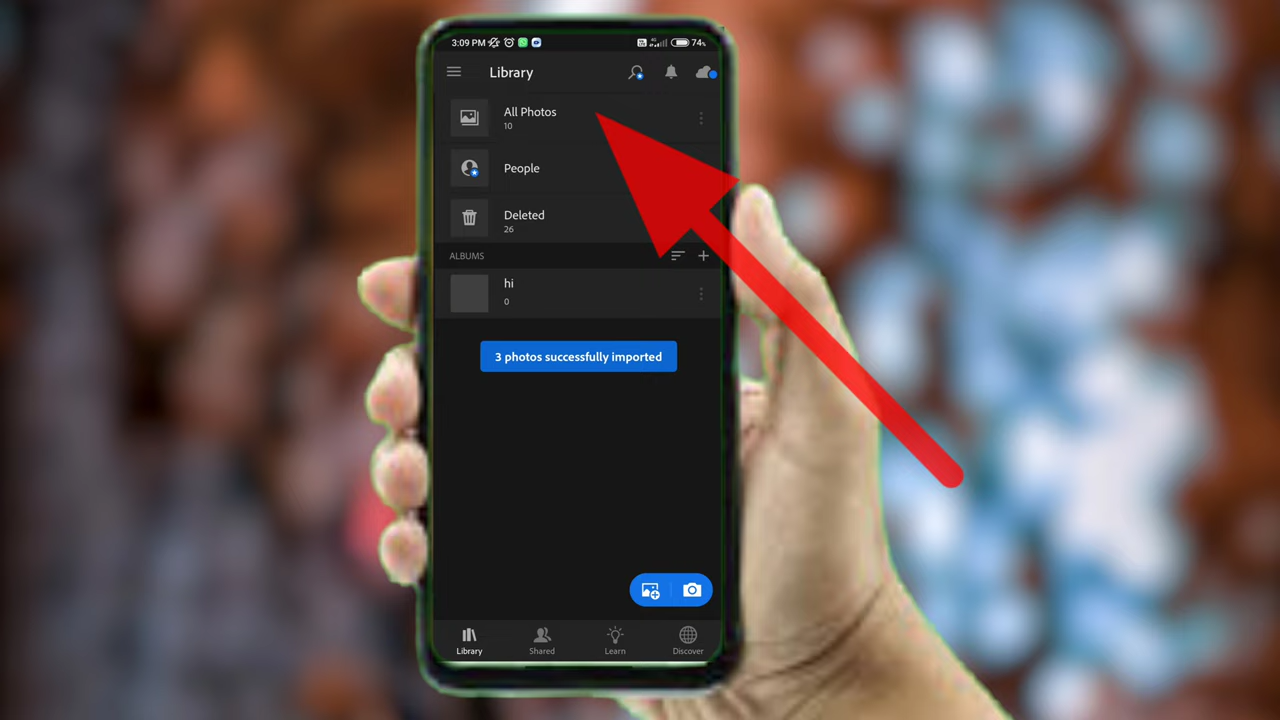 3:09 PM
74%
Library
All Photos
10
People
Deleted
26
ALBUMS
hi
0
3 photos successfully imported
Library
Shared
Learn
Discover